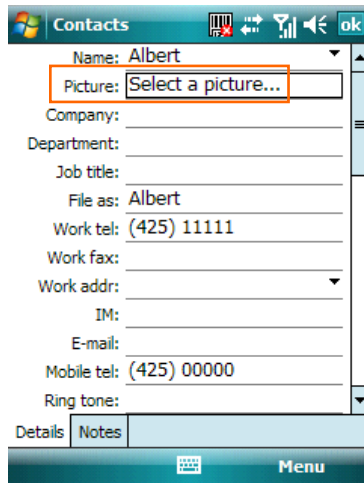 Contacts ok
Name: Albert
Picture: Select a picture...
Company:
Department:
Job title:
File as: Albert
Work tel: (425) 11111
Work fax:
Work addr:
IM:
E-mail:
Mobile tel: (425) 00000
Ring tone:
Details Notes
Menu